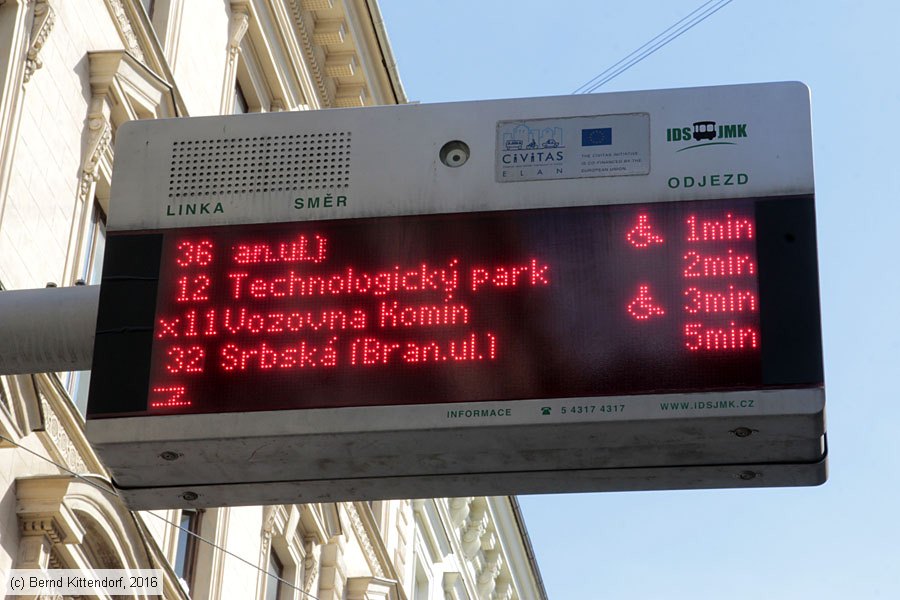 CiViTAS
ELAN
THE CIVITAS INITIATIVE
IS CO-FINANCED BY THE
EUROPEAN UNION
IDS JMK
LINKA SMĚR ODJEZD
36 an.ul.) 1min
12 Technologický park 2min
x11 Vozovna Komín 3min
32 Srbská (Bran.ul.) 5min
INFORMACE 5 4317 4317 WWW.IDSJMK.CZ
(c) Bernd Kittendorf, 2016